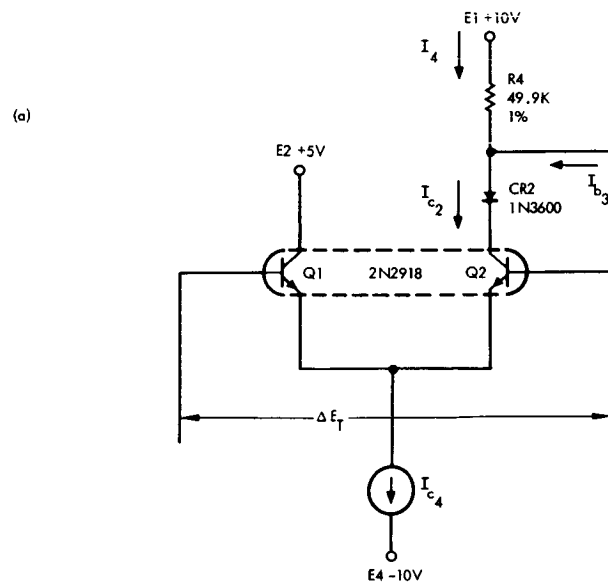 E1 +10V
I4
R4
49.9K
1%
(a)
E2 +5V
Ib3
Ic2
CR2
1N3600
Q1 2N2918 Q2
ΔET
Ic4
E4 -10V